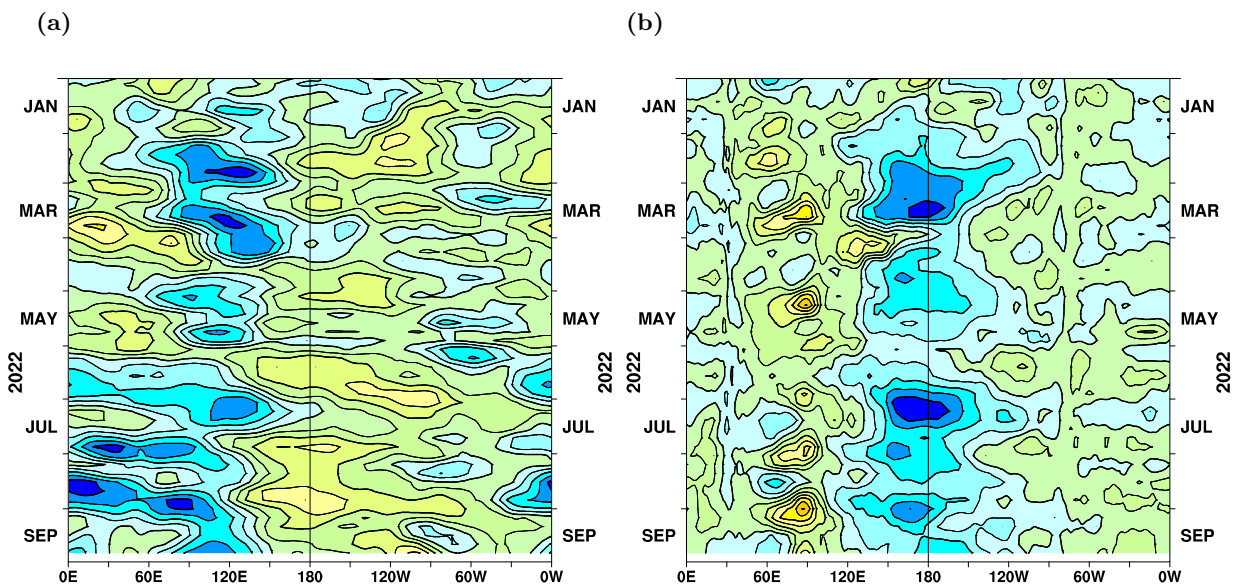 (a) (b)
JAN JAN JAN JAN
MAR MAR MAR MAR
MAY MAY MAY MAY
2022 2022 2022 2022
JUL JUL JUL JUL
SEP SEP SEP SEP
0E 60E 120E 180 120W 60W 0W 0E 60E 120E 180 120W 60W 0W